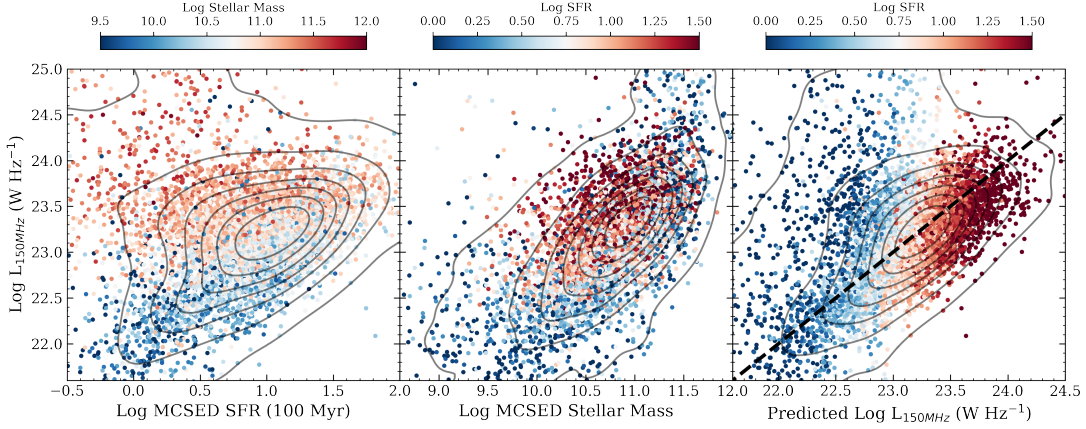 Log Stellar Mass
9.5 10.0 10.5 11.0 11.5 12.0
Log SFR
0.00 0.25 0.50 0.75 1.00 1.25 1.50
Log SFR
0.00 0.25 0.50 0.75 1.00 1.25 1.50
25.0
24.5
24.0
23.5
23.0
22.5
22.0
Log L150MHz (W Hz−1)
−0.5 0.0 0.5 1.0 1.5 2.0
9.0 9.5 10.0 10.5 11.0 11.5 12.0
22.0 22.5 23.0 23.5 24.0 24.5
Log MCSED SFR (100 Myr)
Log MCSED Stellar Mass
Predicted Log L150MHz (W Hz−1)